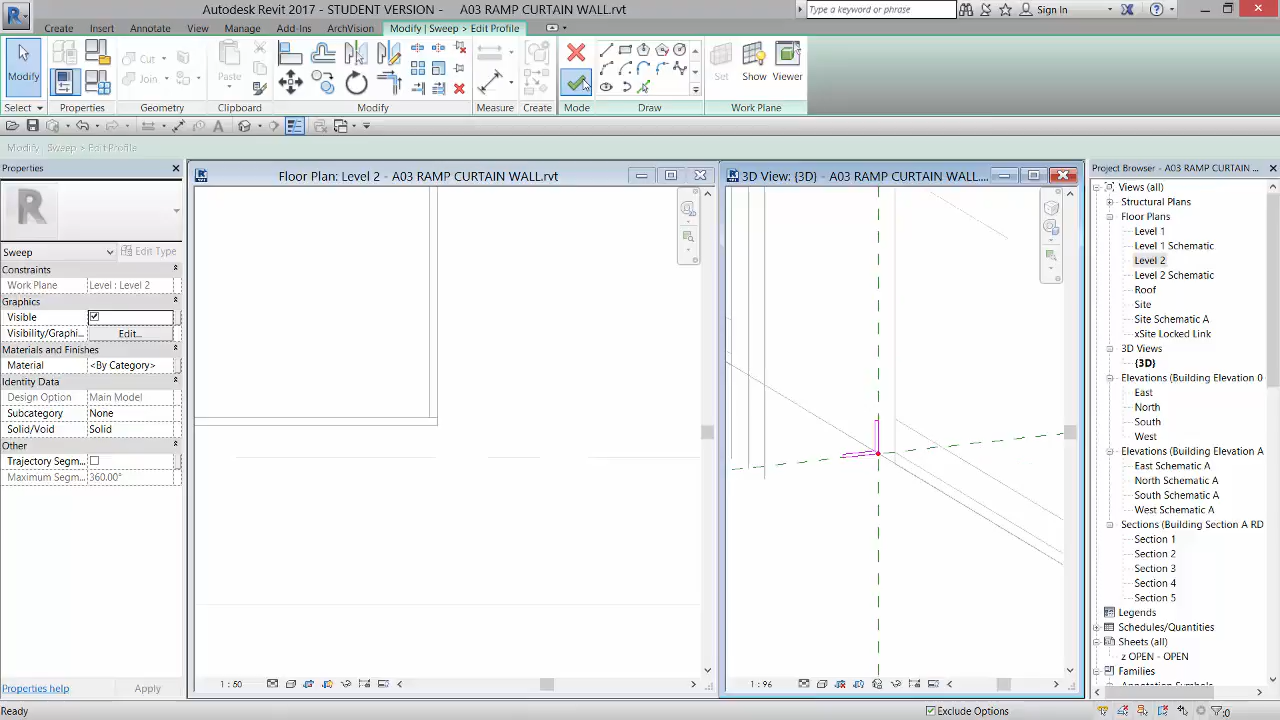 Autodesk Revit 2017 - STUDENT VERSION - A03 RAMP CURTAIN WALL.rvt
Type a keyword or phrase
Sign In
Create Insert Annotate View Manage Add-Ins ArchVision Modify | Sweep > Edit Profile
Modify
Cut
Join
Paste
Set Show Viewer
Select Properties Geometry Clipboard Modify Measure Create Mode Draw Work Plane
Modify | Sweep > Edit Profile
Properties
Sweep
Edit Type
Constraints
Work Plane Level : Level 2
Graphics
Visible
Visibility/Graphi... Edit...
Materials and Finishes
Material <By Category>
Identity Data
Design Option Main Model
Subcategory None
Solid/Void Solid
Other
Trajectory Segm...
Maximum Segm... 360.00°
Properties help
Apply
Floor Plan: Level 2 - A03 RAMP CURTAIN WALL.rvt
1 : 50
3D View: {3D} - A03 RAMP CURTAIN WALL....
1 : 96
Project Browser - A03 RAMP CURTAIN ...
Views (all)
Structural Plans
Floor Plans
Level 1
Level 1 Schematic
Level 2
Level 2 Schematic
Roof
Site
Site Schematic A
xSite Locked Link
3D Views
{3D}
Elevations (Building Elevation 0
East
North
South
West
Elevations (Building Elevation A
East Schematic A
North Schematic A
South Schematic A
West Schematic A
Sections (Building Section A RD
Section 1
Section 2
Section 3
Section 4
Section 5
Legends
Schedules/Quantities
Sheets (all)
z OPEN - OPEN
Families
Ready
Exclude Options
:0